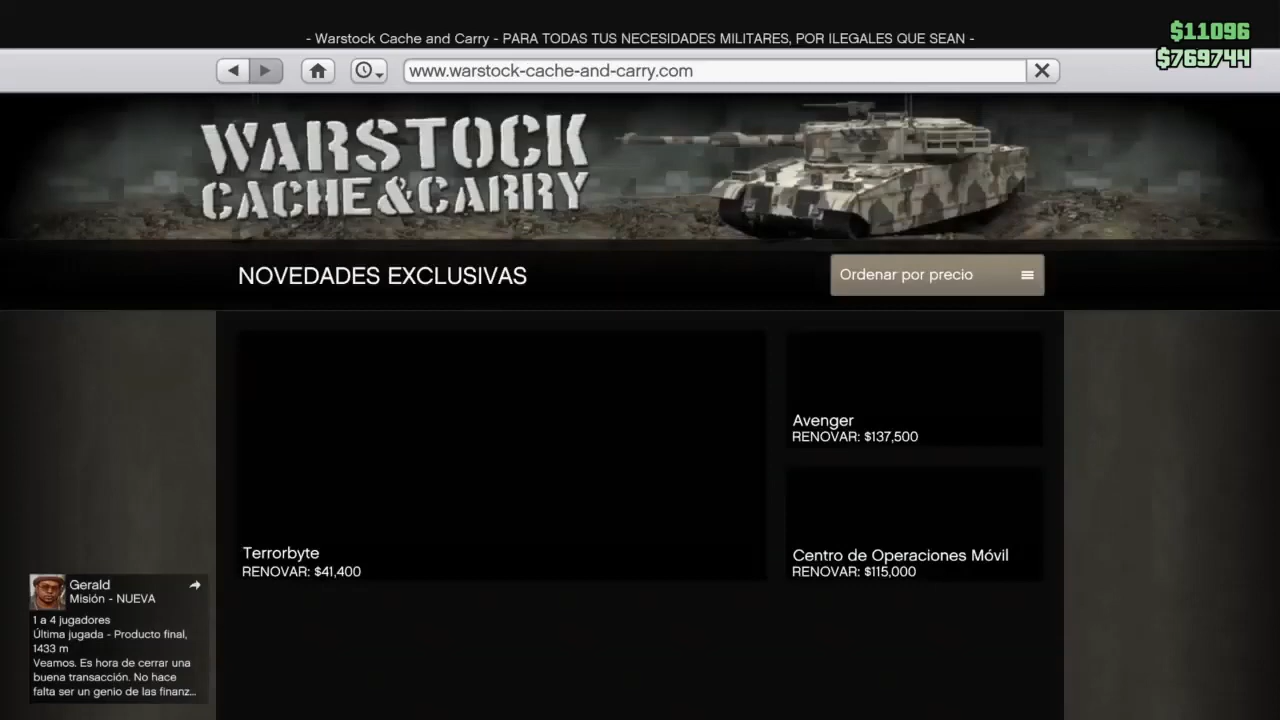 - Warstock Cache and Carry - PARA TODAS TUS NECESIDADES MILITARES, POR ILEGALES QUE SEAN -
$11096
$769744
www.warstock-cache-and-carry.com
WARSTOCK
CACHE&CARRY
NOVEDADES EXCLUSIVAS
Ordenar por precio
Terrorbyte
RENOVAR: $41,400
Avenger
RENOVAR: $137,500
Centro de Operaciones Móvil
RENOVAR: $115,000
Gerald
Misión - NUEVA
1 a 4 jugadores
Última jugada - Producto final,
1433 m
Veamos. Es hora de cerrar una
buena transacción. No hace
falta ser un genio de las finanz...